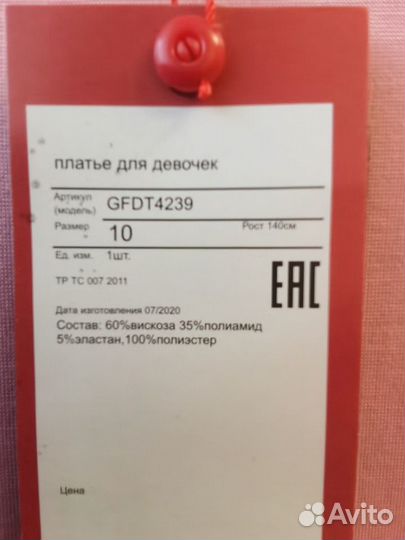 платье для девочек
Артикул (модель) GFDT4239
Размер 10 Рост 140см
Ед. изм. 1шт.
ТР ТС 007 2011
EAC
Дата изготовления 07/2020
Состав: 60%вискоза 35%полиамид
5%эластан,100%полиэстер
Цена
Avito